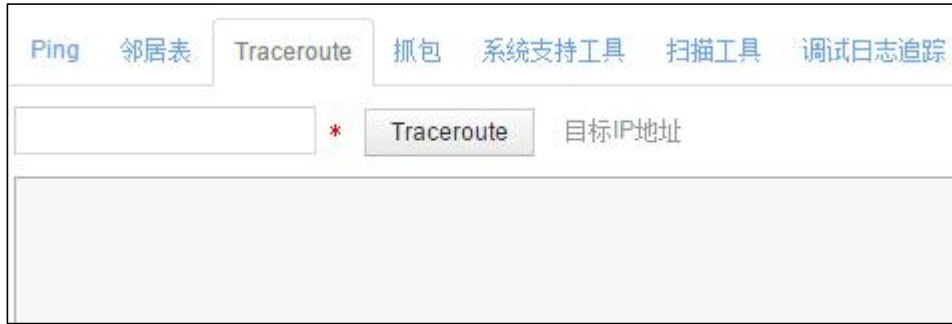 Ping 邻居表 Traceroute 抓包 系统支持工具 扫描工具 调试日志追踪
* Traceroute 目标IP地址